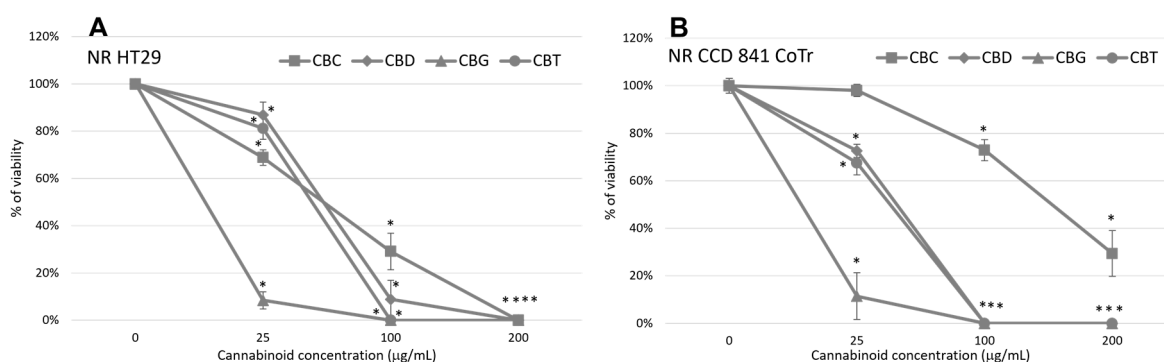 A
NR HT29
CBC CBD CBG CBT
120%
100%
80%
60%
40%
20%
0%
% of viability
* * *
*
*
* * *
****
0 25 100 200
Cannabinoid concentration (µg/mL)
B
NR CCD 841 CoTr
CBC CBD CBG CBT
120%
100%
80%
60%
40%
20%
0%
% of viability
*
*
*
*
*
***
***
0 25 100 200
Cannabinoid concentration (µg/mL)